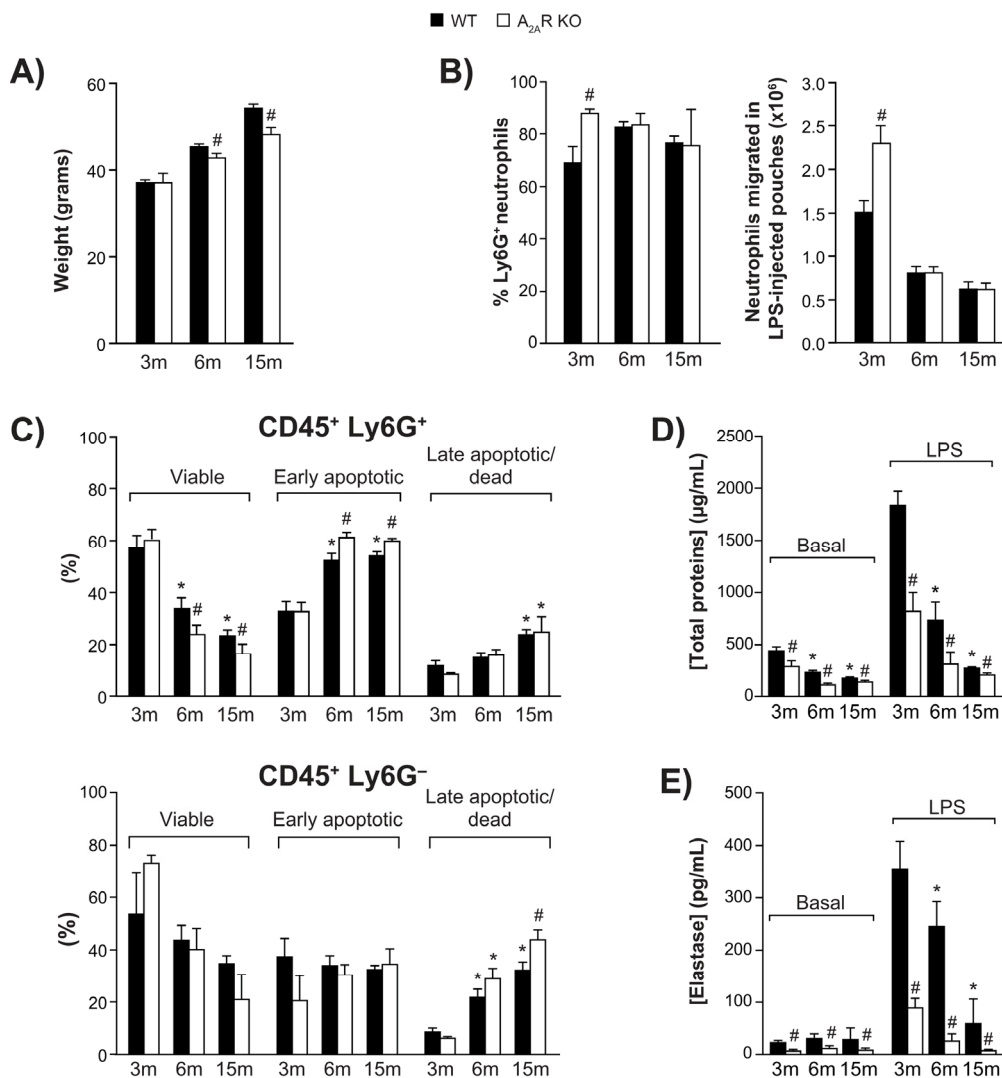 WT A2AR KO
A)
Weight (grams)
60
40
20
0
# #
3m 6m 15m
B)
% Ly6G+ neutrophils
100
80
60
80
20
0
#
3m 6m 15m
Neutrophils migrated in
LPS-injected pouches (x10⁶)
3.0
2.5
2.0
1.5
1.0
0.5
0.0
#
3m 6m 15m
C)
CD45+ Ly6G+
(%)
100
80
60
40
20
0
Viable Early apoptotic Late apoptotic/
dead
* # * # * # * # * *
3m 6m 15m 3m 6m 15m 3m 6m 15m
CD45+ Ly6G–
(%)
100
80
60
40
20
0
Viable Early apoptotic Late apoptotic/
dead
* * * #
3m 6m 15m 3m 6m 15m 3m 6m 15m
D)
[Total proteins] (µg/mL)
2500
2000
1750
500
500
0
Basal
LPS
# * # * # # * # * #
3m 6m 15m 3m 6m 15m
E)
[Elastase] (pg/mL)
500
400
300
200
100
0
Basal
LPS
# # # # * # * #
3m 6m 15m 3m 6m 15m